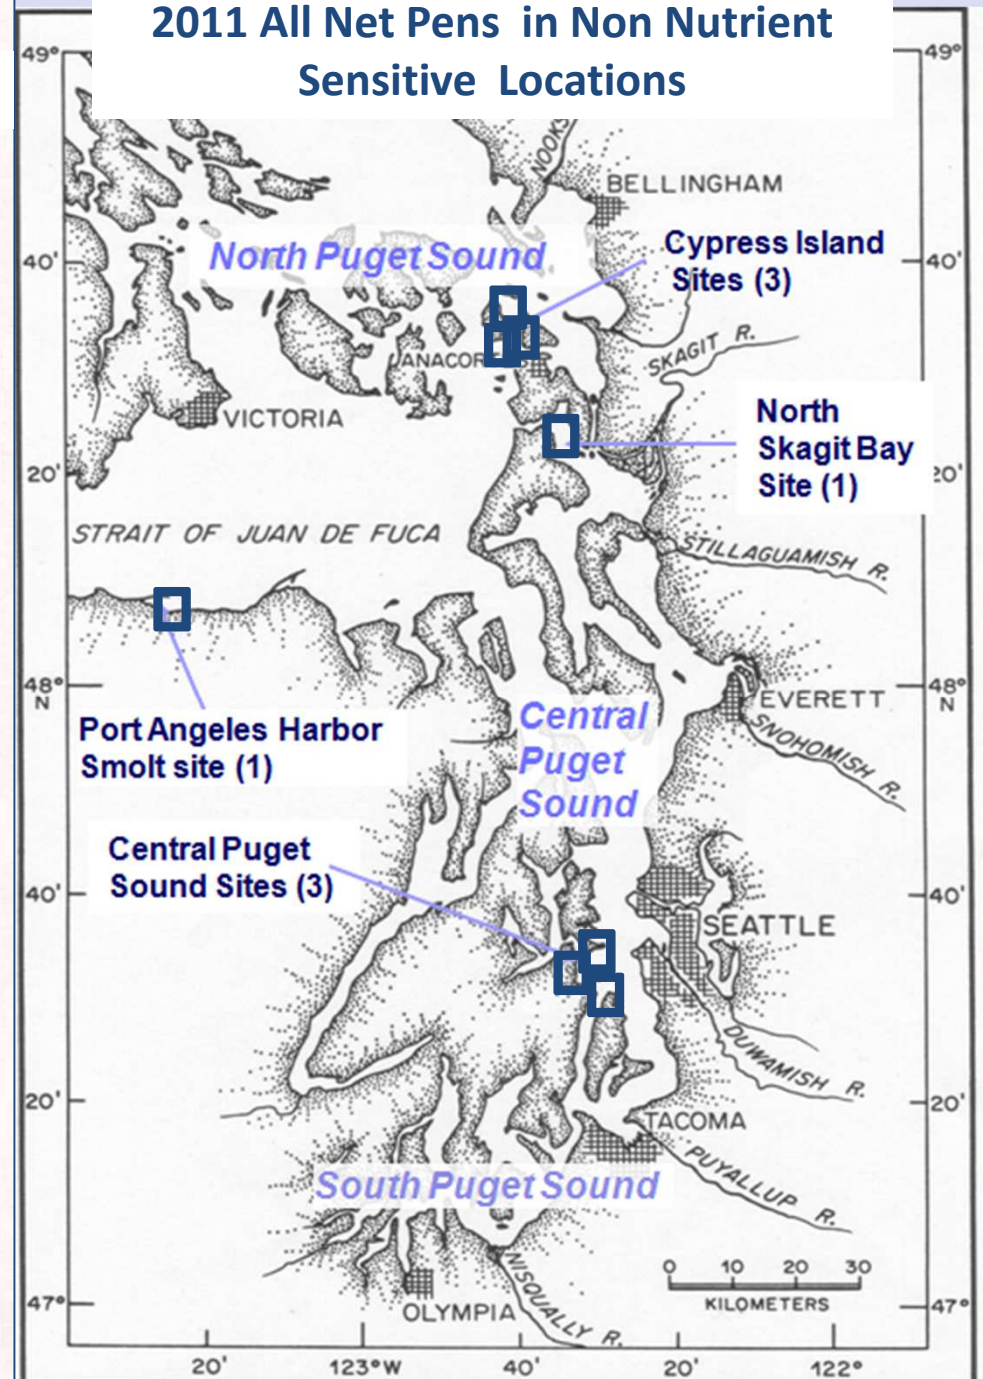 2011 All Net Pens in Non Nutrient
Sensitive Locations
49°
49°
NOOKS
BELLINGHAM
North Puget Sound
Cypress Island
Sites (3)
40'
40'
SKAGIT R.
VICTORIA
North
Skagit Bay
Site (1)
20'
20'
STRAIT OF JUAN DE FUCA
STILLAGUAMISH R.
48°
N
48°
N
EVERETT
SNOHOMISH R.
Central
Puget
Sound
Port Angeles Harbor
Smolt site (1)
Central Puget
Sound Sites (3)
40'
40'
SEATTLE
DUWAMISH R.
20'
20'
TACOMA
PUYALLUP R.
South Puget Sound
NISQUALLY R.
OLYMPIA
0 10 20 30
KILOMETERS
47°
47°
20' 123°W 40' 20' 122°